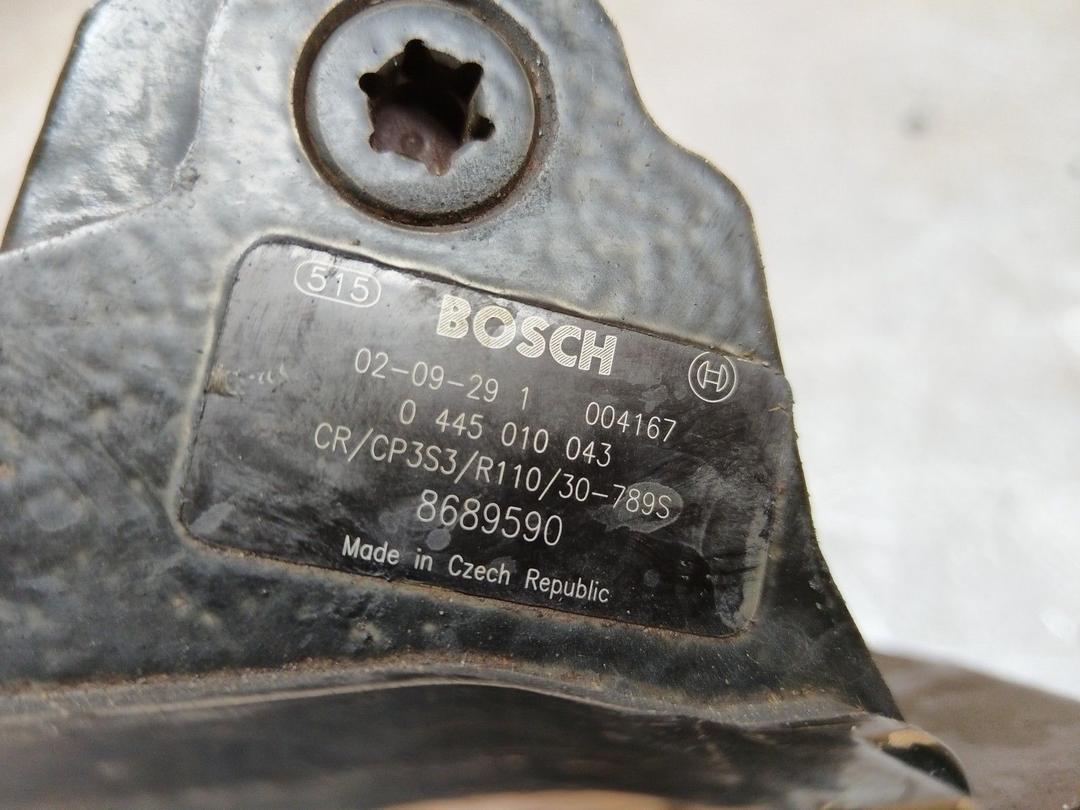 515
BOSCH
02-09-29 1 004167
0 445 010 043
CR/CP3S3/R110/30-789S
8689590
Made in Czech Republic